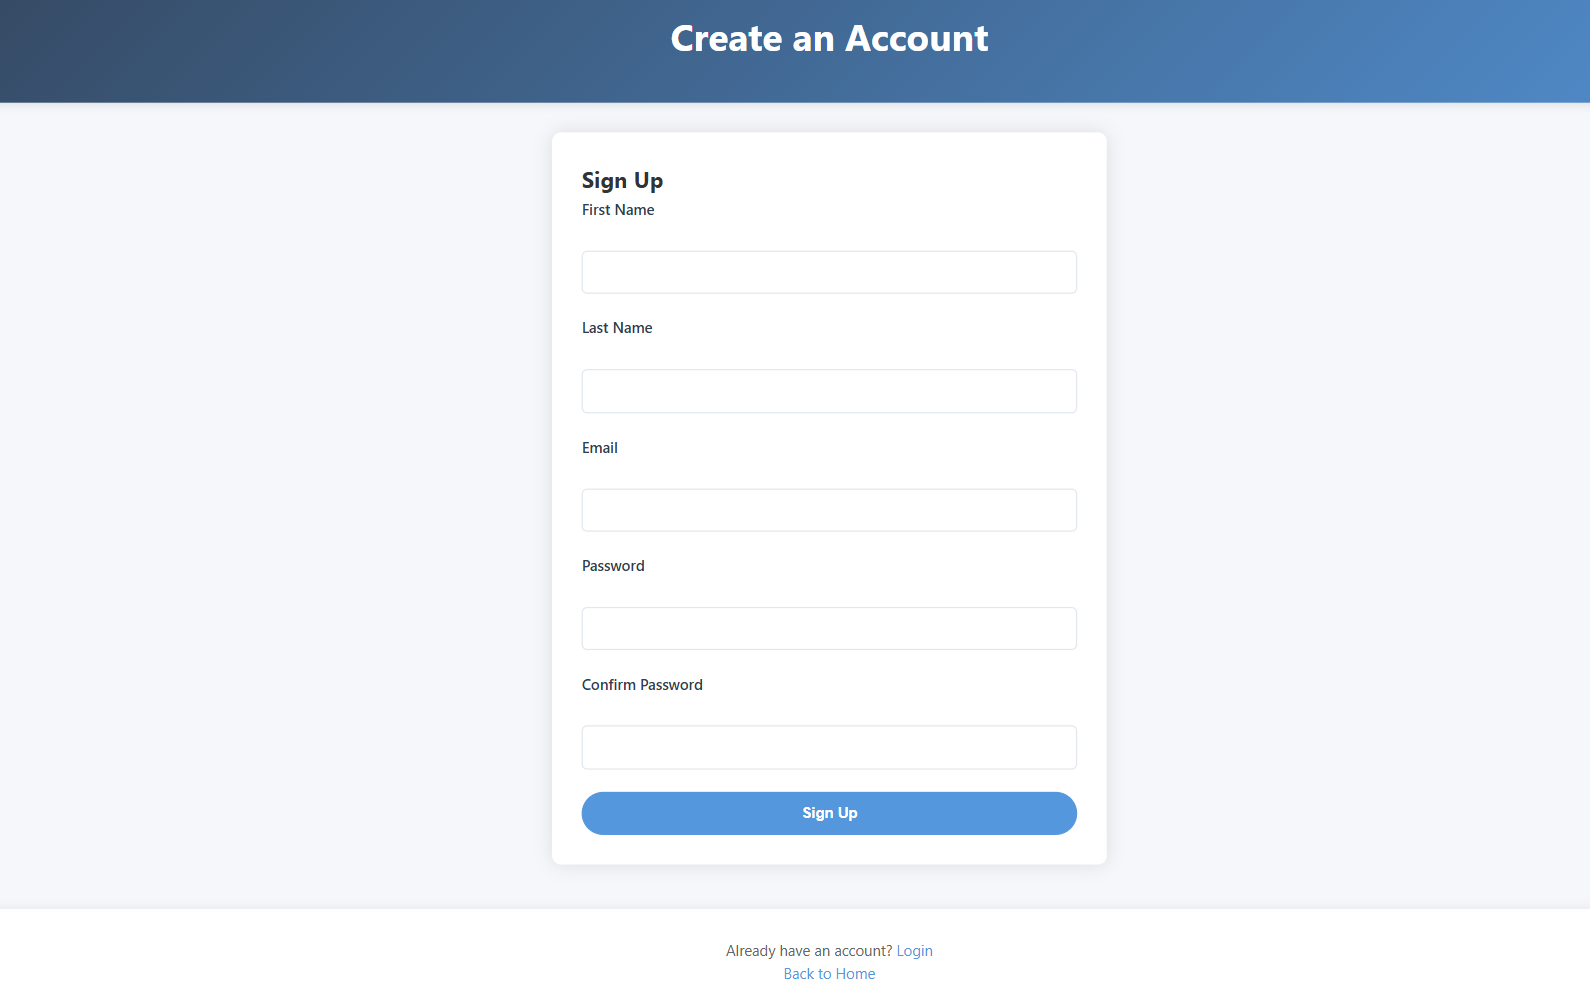 Create an Account
Sign Up
First Name
Last Name
Email
Password
Confirm Password
Sign Up
Already have an account? Login
Back to Home